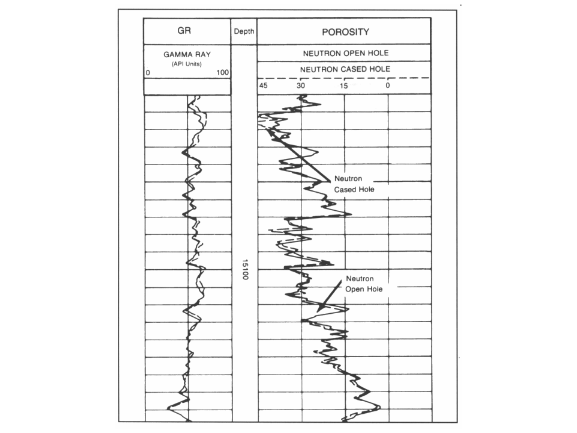 GR
Depth
POROSITY
GAMMA RAY
(API Units)
0 100
NEUTRON OPEN HOLE
NEUTRON CASED HOLE
45 30 15 0
Neutron
Cased Hole
15100
Neutron
Open Hole